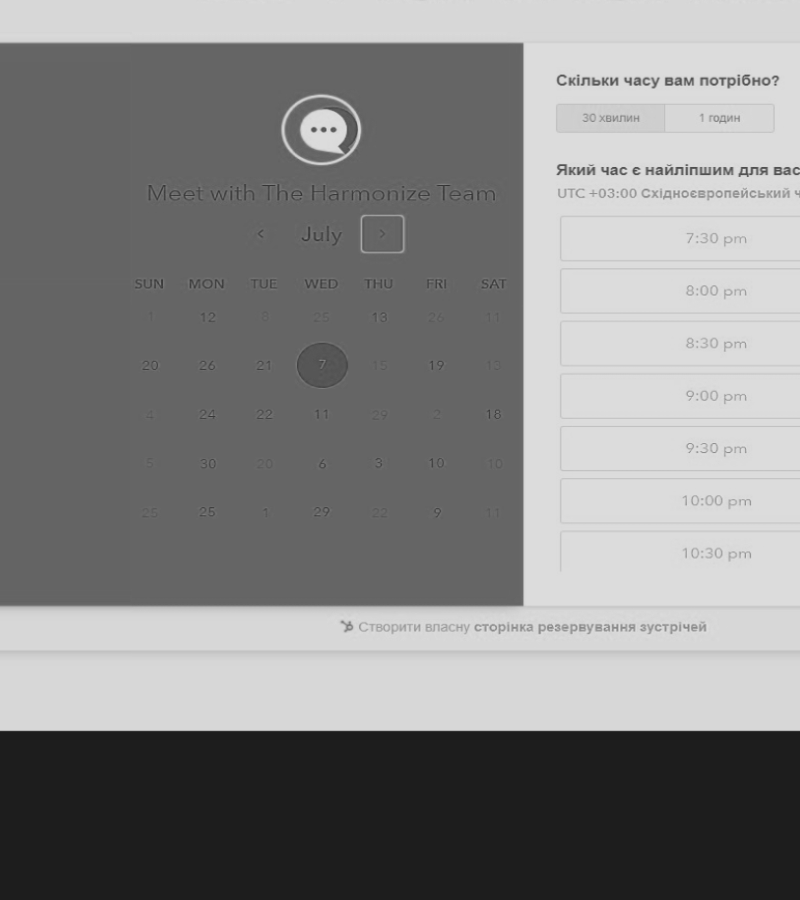 Meet with The Harmonize Team
July
SUN MON TUE WED THU FRI SAT
1 12 8 25 13 26 11
20 26 21 7 15 19 13
4 24 22 11 29 2 18
5 30 20 6 3 10 10
25 25 1 29 22 9 11
Скільки часу вам потрібно?
30 хвилин 1 годин
Який час є найліпшим для вас
UTC +03:00 Східноєвропейський ч
7:30 pm
8:00 pm
8:30 pm
9:00 pm
9:30 pm
10:00 pm
10:30 pm
Створити власну сторінка резервування зустрічей